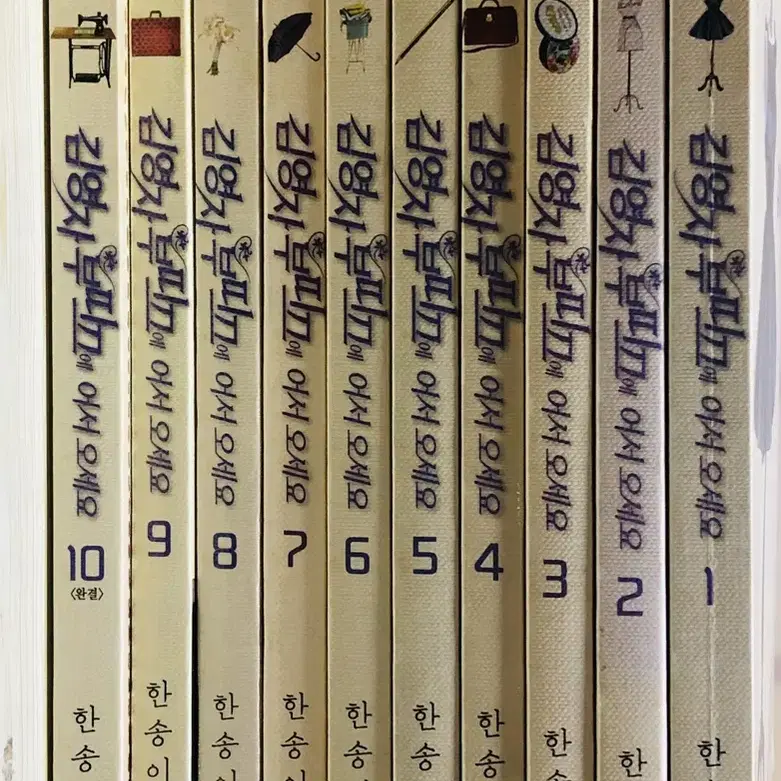 김영자 부띠끄에 어서 오세요 10 〈완결〉 한 송
김영자 부띠끄에 어서 오세요 9 한 송 이
김영자 부띠끄에 어서 오세요 8 한 송 이
김영자 부띠끄에 어서 오세요 7 한 송 이
김영자 부띠끄에 어서 오세요 6 한 송
김영자 부띠끄에 어서 오세요 5 한 송
김영자 부띠끄에 어서 오세요 4 한 송
김영자 부띠끄에 어서 오세요 3 한 송
김영자 부띠끄에 어서 오세요 2 한
김영자 부띠끄에 어서 오세요 1 한